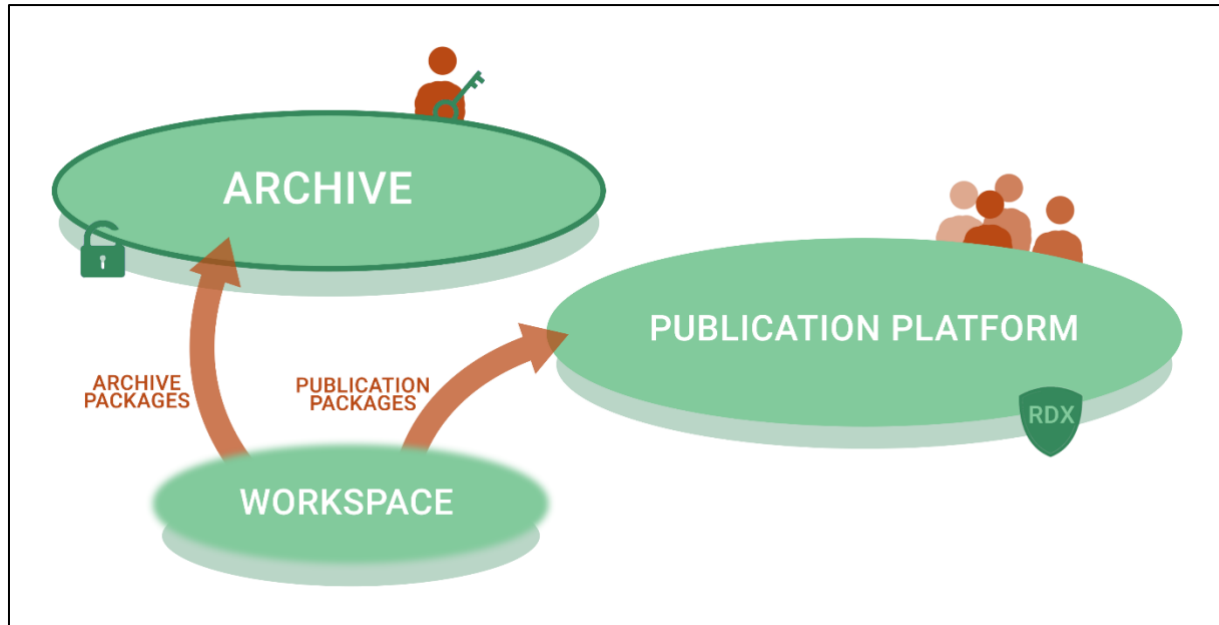 ARCHIVE
PUBLICATION PLATFORM
ARCHIVE
PACKAGES
PUBLICATION
PACKAGES
RDX
WORKSPACE